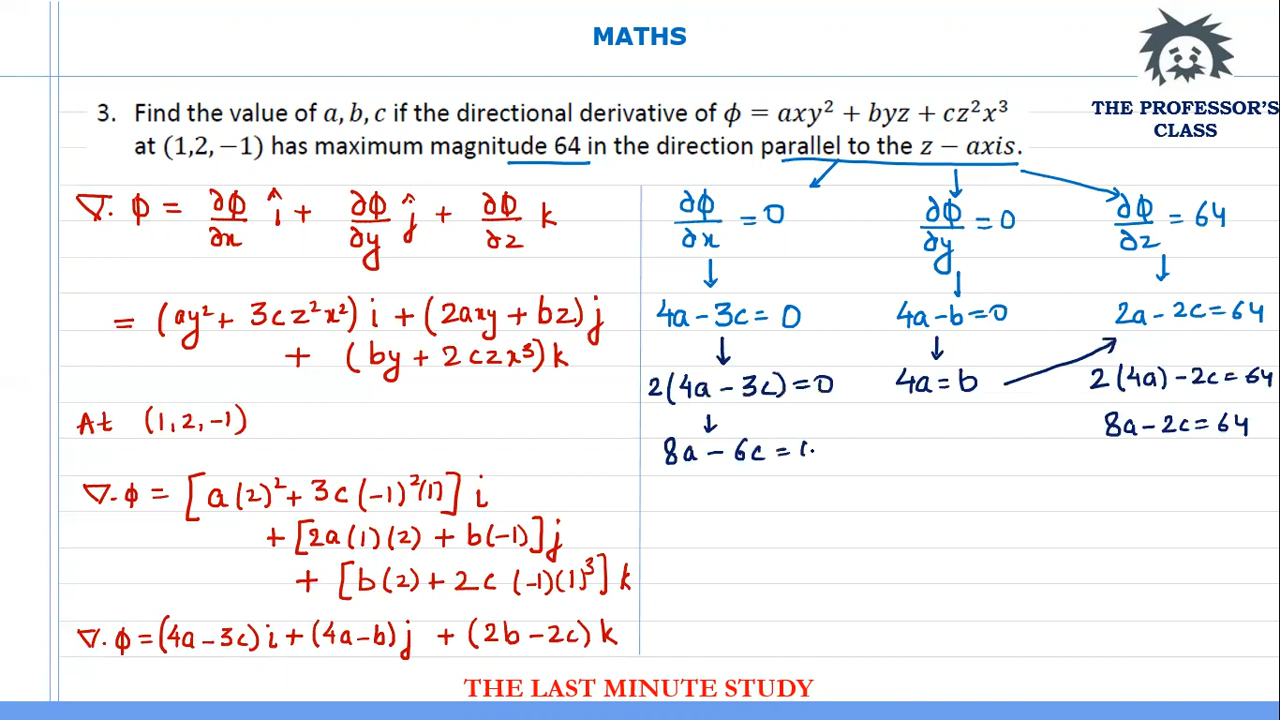 MATHS
THE PROFESSOR'S
CLASS
3. Find the value of a, b, c if the directional derivative of ϕ = axy² + byz + cz²x³
at (1,2, −1) has maximum magnitude 64 in the direction parallel to the z − axis.
∇. ϕ = ∂ϕ/∂x î + ∂ϕ/∂y ĵ + ∂ϕ/∂z k
= (ay² + 3cz²x²) i + (2axy + bz) j
+ (by + 2czx³) k
At (1, 2, -1)
∇. ϕ = [a(2)² + 3c(-1)²(1)] i
+ [2a(1)(2) + b(-1)] j
+ [b(2) + 2c (-1)(1)³] k
∇. ϕ = (4a - 3c) i + (4a - b) j + (2b - 2c) k
∂ϕ/∂x = 0
4a - 3c = 0
2(4a - 3c) = 0
8a - 6c = (.
∂ϕ/∂y = 0
4a - b = 0
4a = b
∂ϕ/∂z = 64
2a - 2c = 64
2(4a) - 2c = 64
8a - 2c = 64
THE LAST MINUTE STUDY